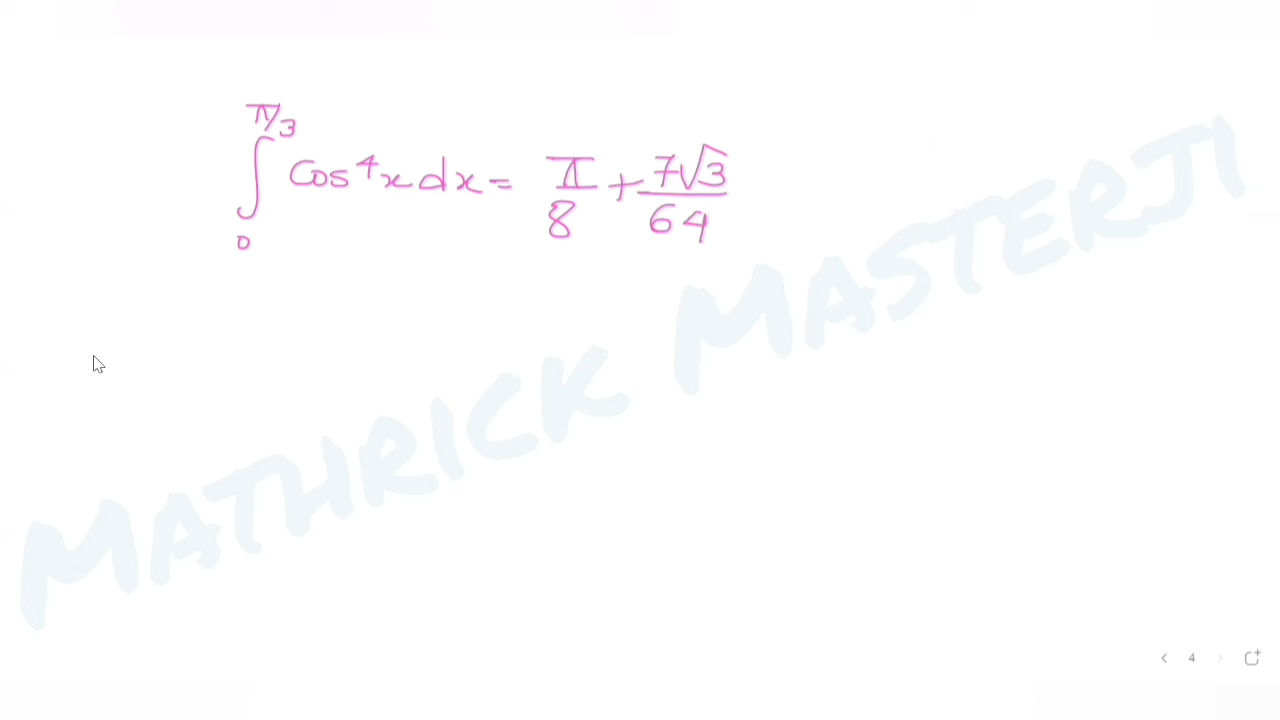 ∫₀^{π/3} cos⁴x dx = π/8 + 7√3/64
MATHRICK MASTERJI
4